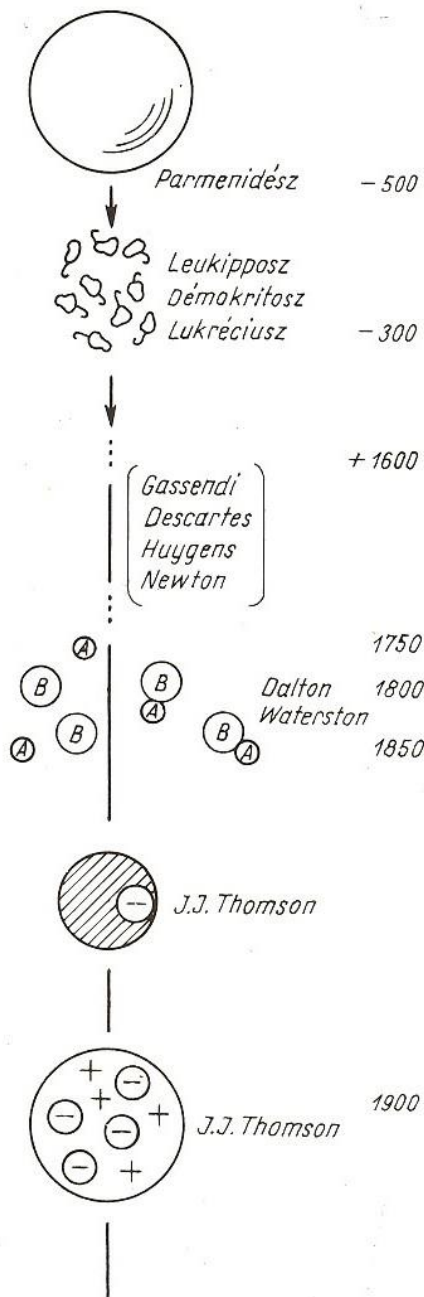 Parmenidész -500
Leukipposz
Démokritosz
Lukréciusz -300
+1600
Gassendi
Descartes
Huygens
Newton
1750
A
B B Dalton 1800
A Waterston
B B
A A 1850
− J.J. Thomson
+ −
− + + 1900
− J.J. Thomson
− +